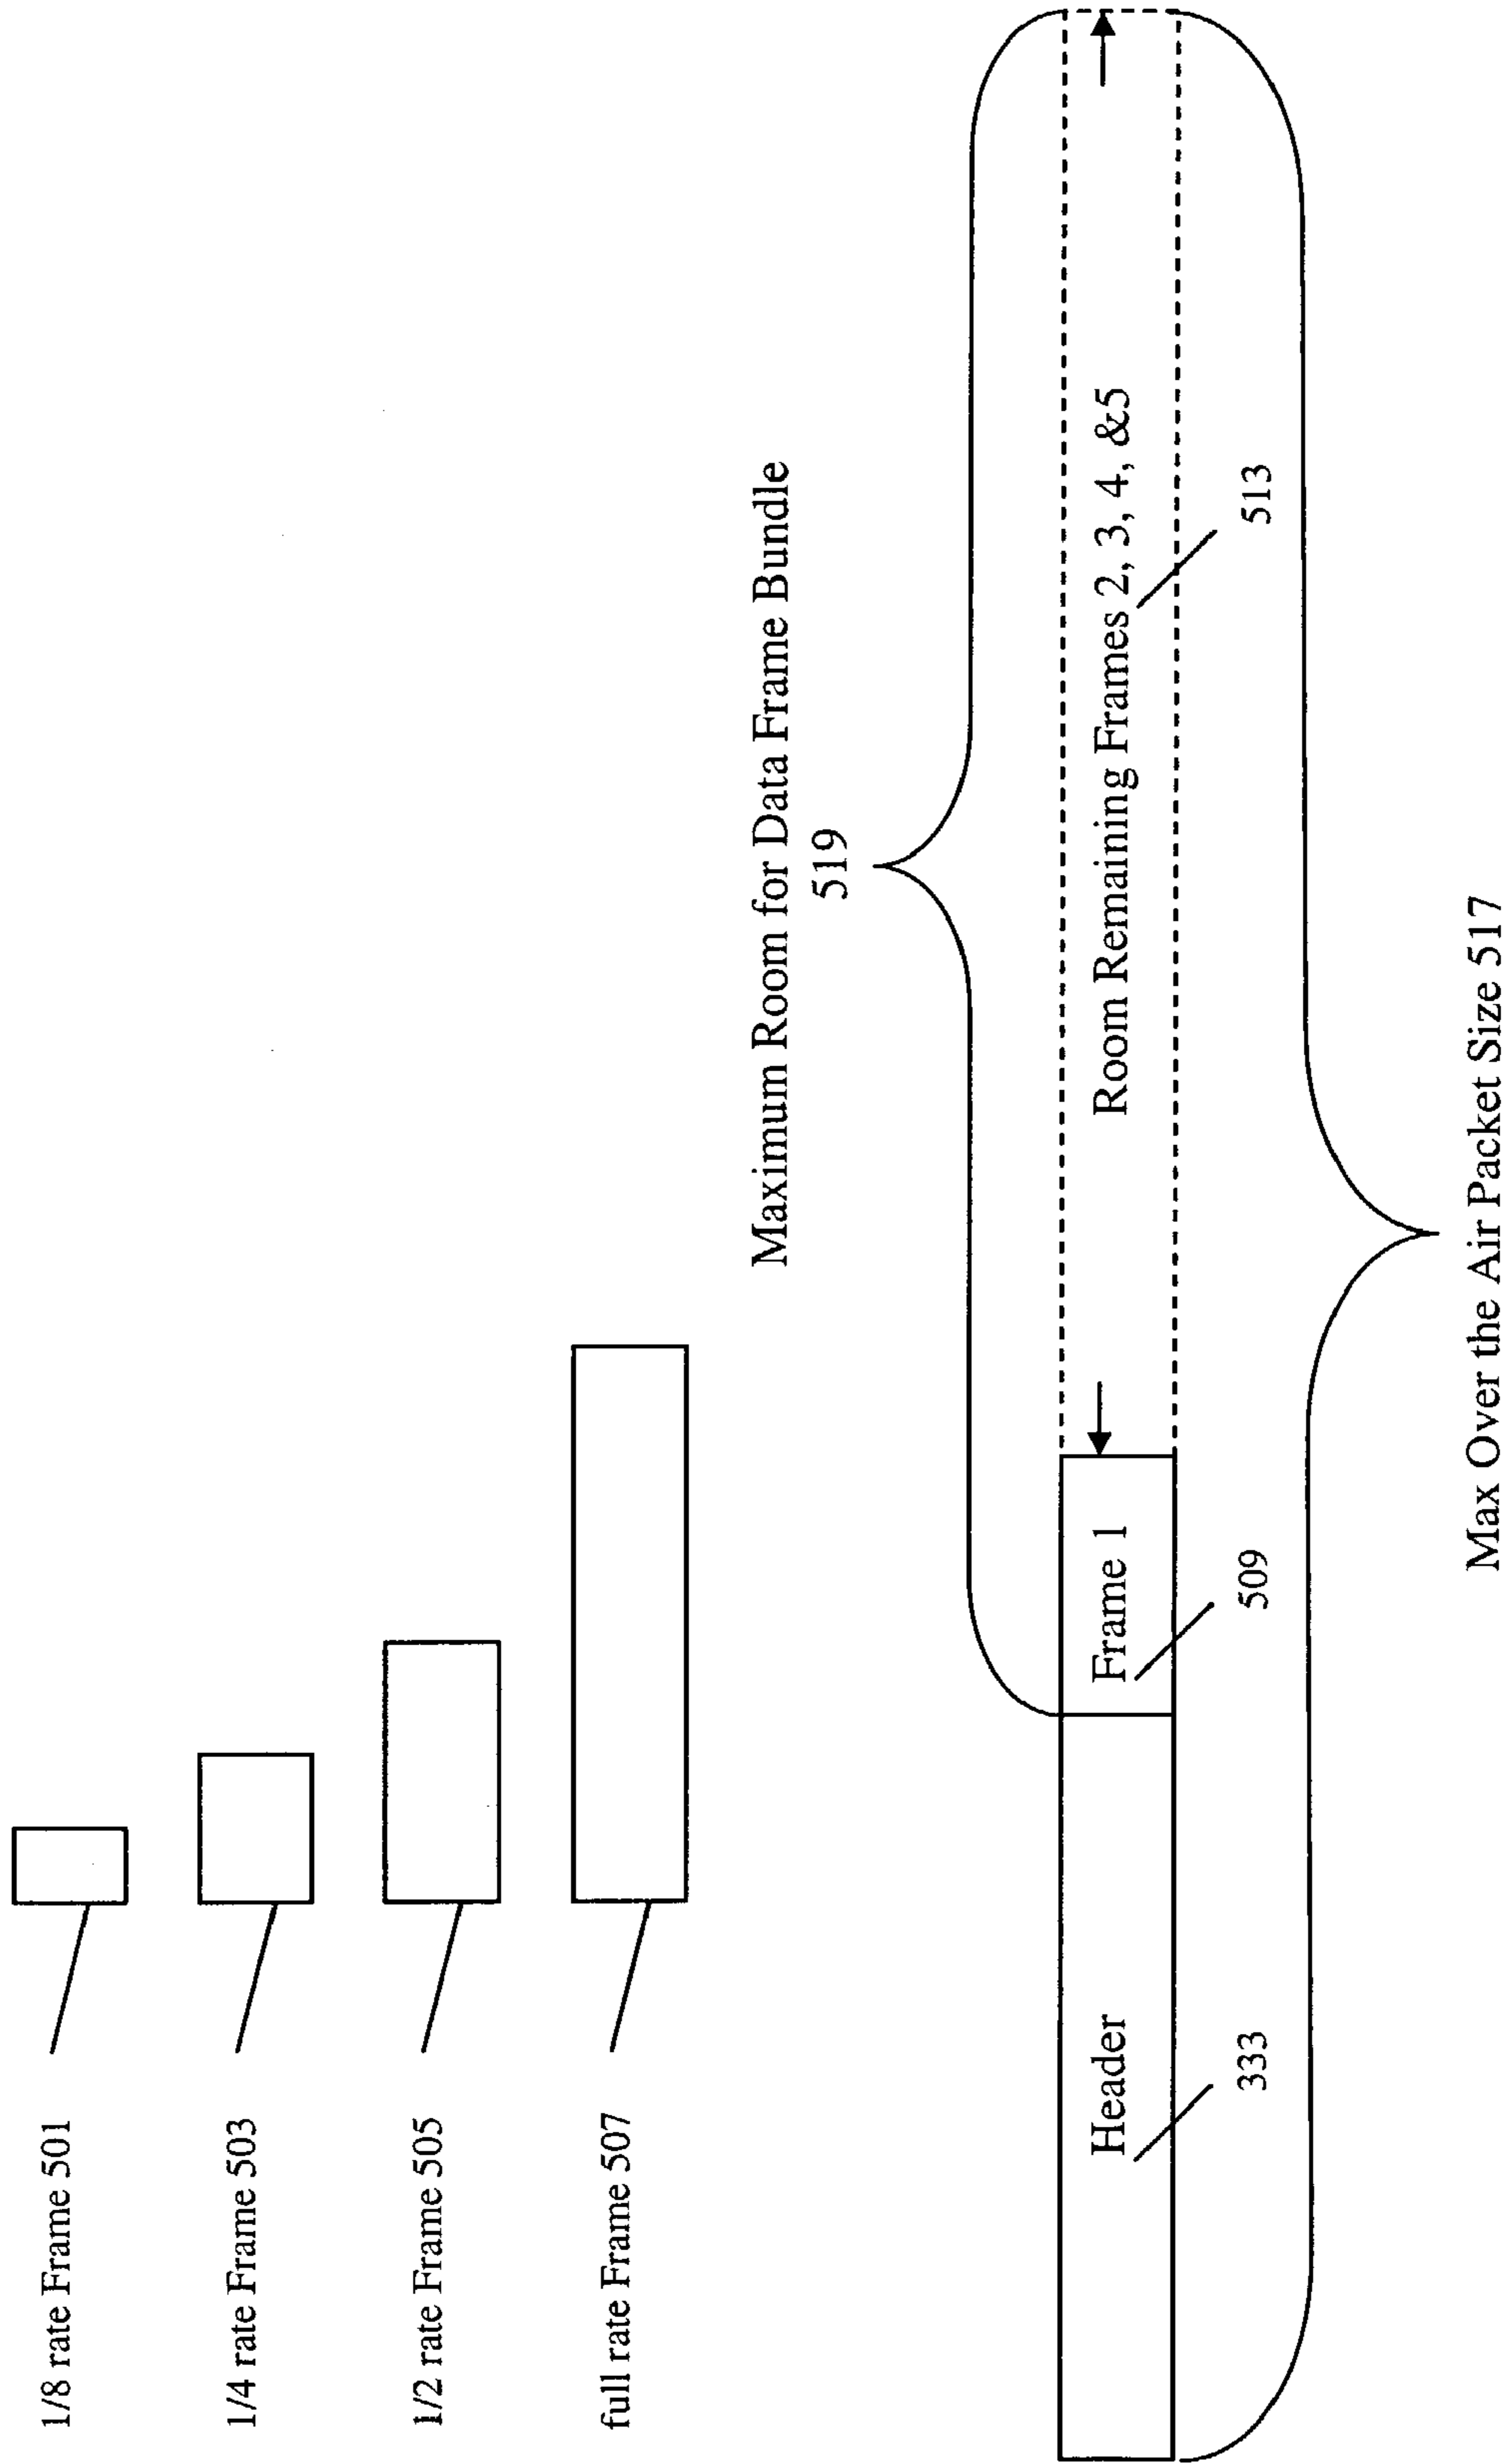 1/8 rate Frame 501
1/4 rate Frame 503
1/2 rate Frame 505
full rate Frame 507
Maximum Room for Data Frame Bundle
519
Header
Frame 1
Room Remaining Frames 2, 3, 4, &5
333
509
513
Max Over the Air Packet Size 517